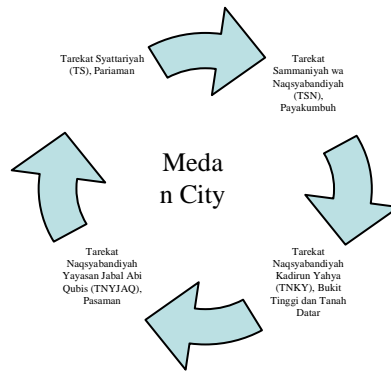 Tarekat Syattariyah
(TS), Pariaman
Tarekat
Sammaniyah wa
Naqsyabandiyah
(TSN),
Payakumbuh
Meda
n City
Tarekat
Naqsyabandiyah
Kadirun Yahya
(TNKY), Bukit
Tinggi dan Tanah
Datar
Tarekat
Naqsyabandiyah
Yayasan Jabal Abi
Qubis (TNYJAQ),
Pasaman